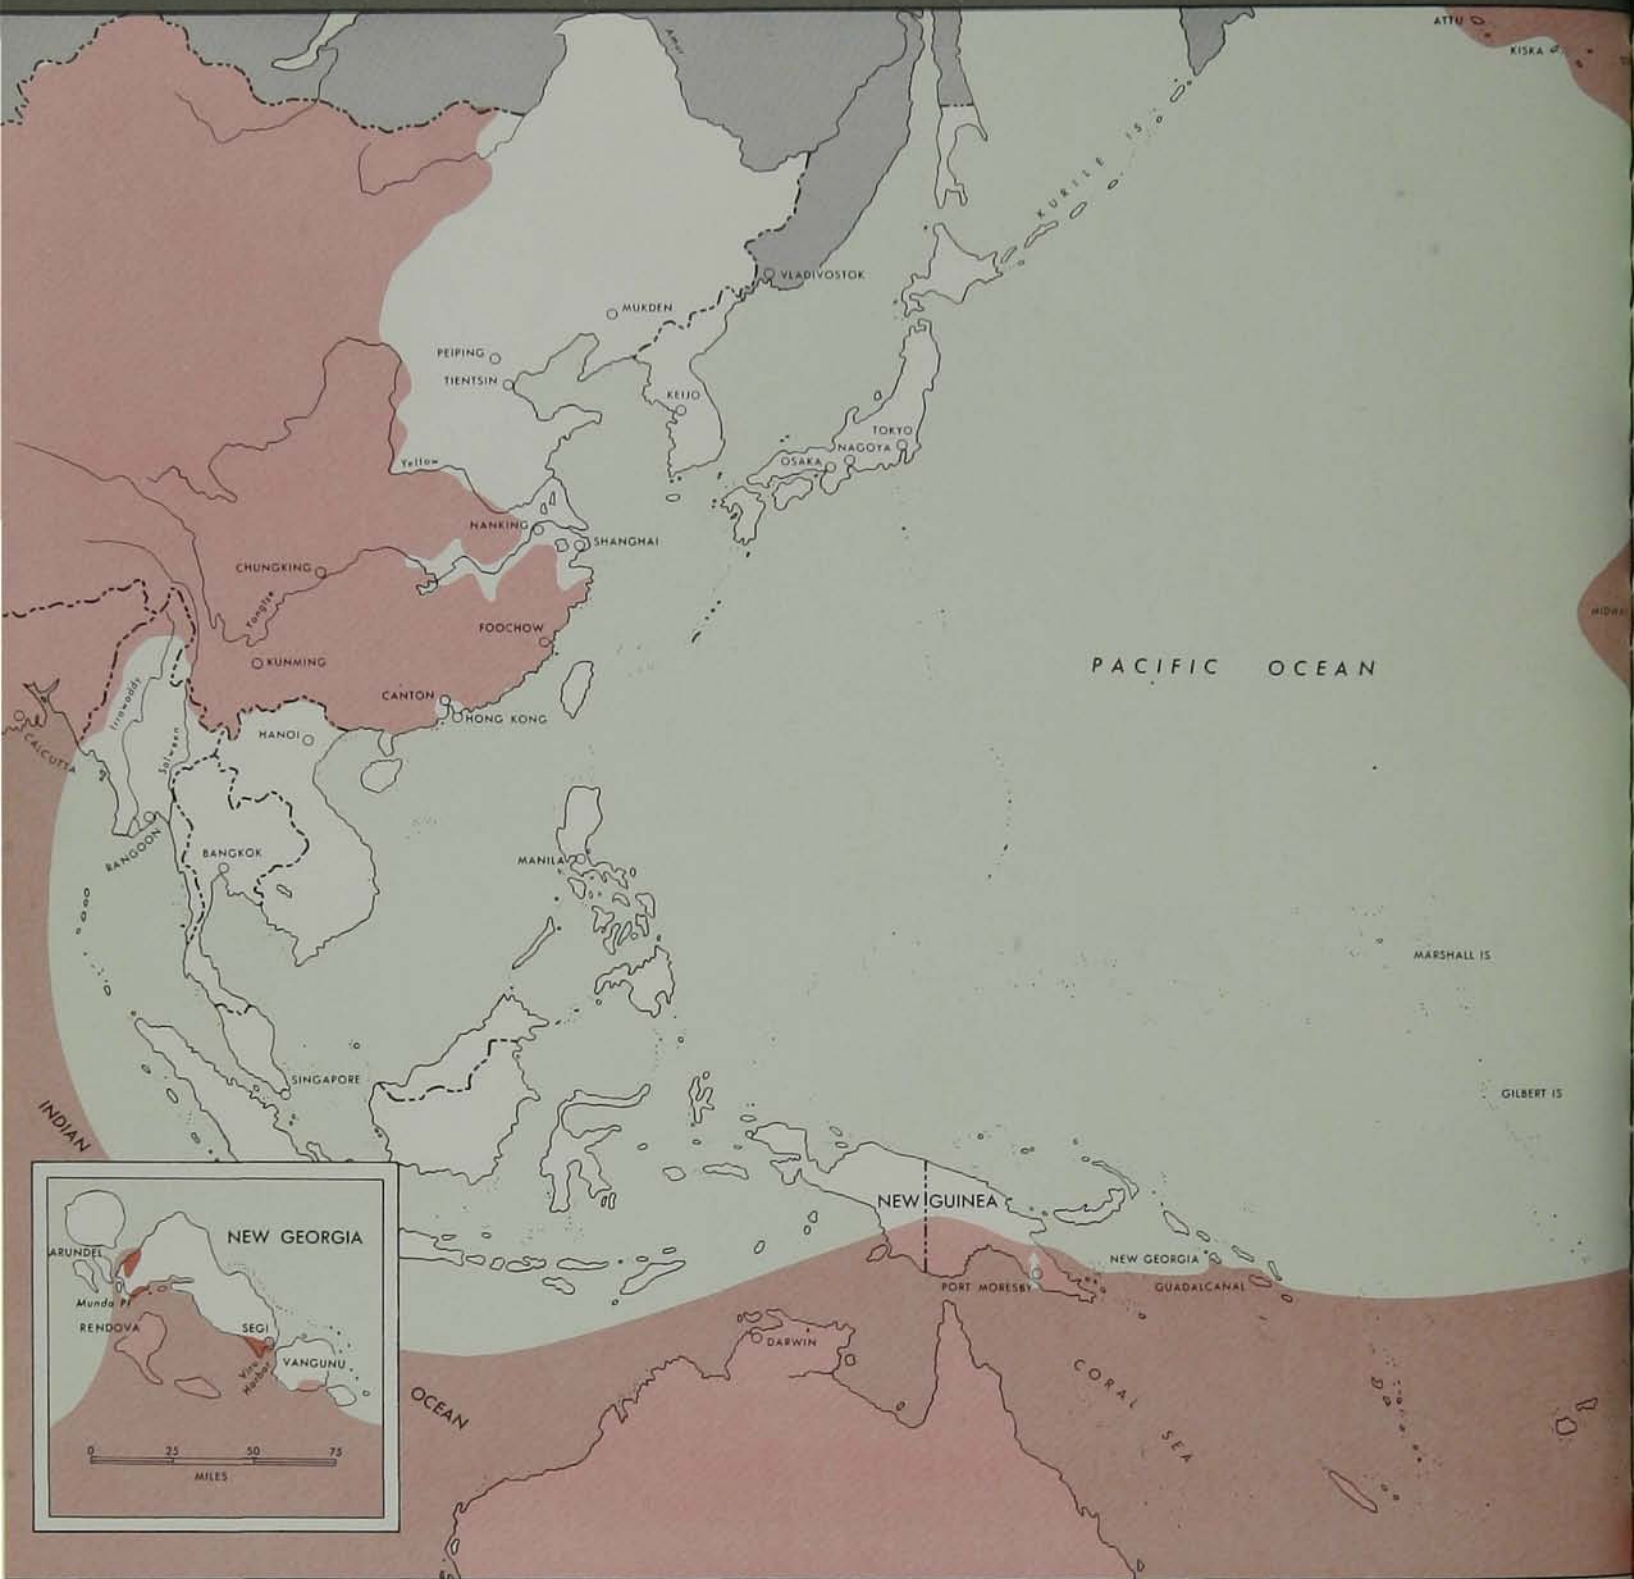 ATTU
KISKA
Amur
KURILE IS
VLADIVOSTOK
MUKDEN
PEIPING
TIENTSIN
KEIJO
TOKYO
NAGOYA
OSAKA
Yellow
NANKING
SHANGHAI
CHUNGKING
Yangtze
FOOCHOW
KUNMING
PACIFIC OCEAN
Irrawaddy
CANTON
HONG KONG
CALCUTTA
Salween
HANOI
RANGOON
BANGKOK
MANILA
MARSHALL IS
SINGAPORE
GILBERT IS
INDIAN
OCEAN
NEW GUINEA
NEW GEORGIA
GUADALCANAL
PORT MORESBY
DARWIN
CORAL SEA
NEW GEORGIA
ARUNDEL
Munda Pt
RENDOVA
SEGI
Viru
Harbor
VANGUNU
0 25 50 75
MILES